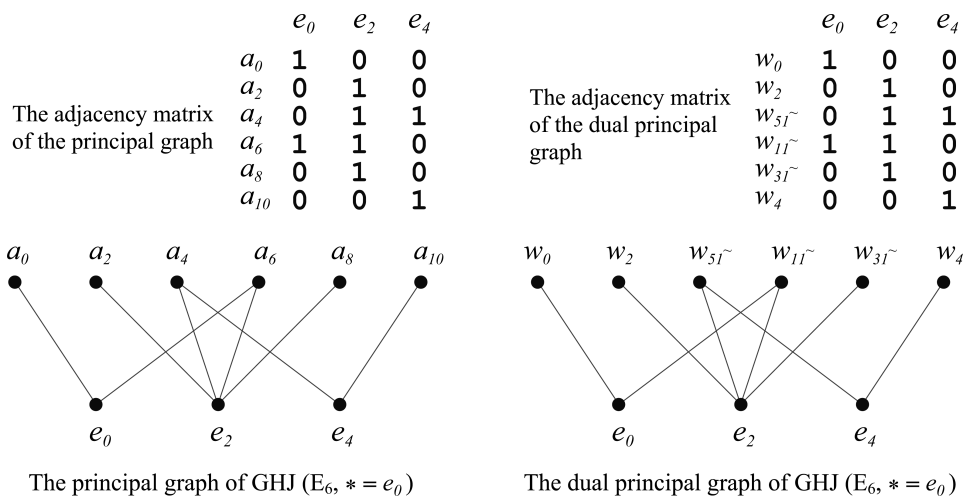 e₀ e₂ e₄
a₀ 1 0 0
a₂ 0 1 0
a₄ 0 1 1
a₆ 1 1 0
a₈ 0 1 0
a₁₀ 0 0 1
The adjacency matrix
of the principal graph
e₀ e₂ e₄
w₀ 1 0 0
w₂ 0 1 0
w₅₁~ 0 1 1
w₁₁~ 1 1 0
w₃₁~ 0 1 0
w₄ 0 0 1
The adjacency matrix
of the dual principal
graph
a₀ a₂ a₄ a₆ a₈ a₁₀
e₀ e₂ e₄
The principal graph of GHJ (E₆, * = e₀)
w₀ w₂ w₅₁~ w₁₁~ w₃₁~ w₄
e₀ e₂ e₄
The dual principal graph of GHJ (E₆, * = e₀)